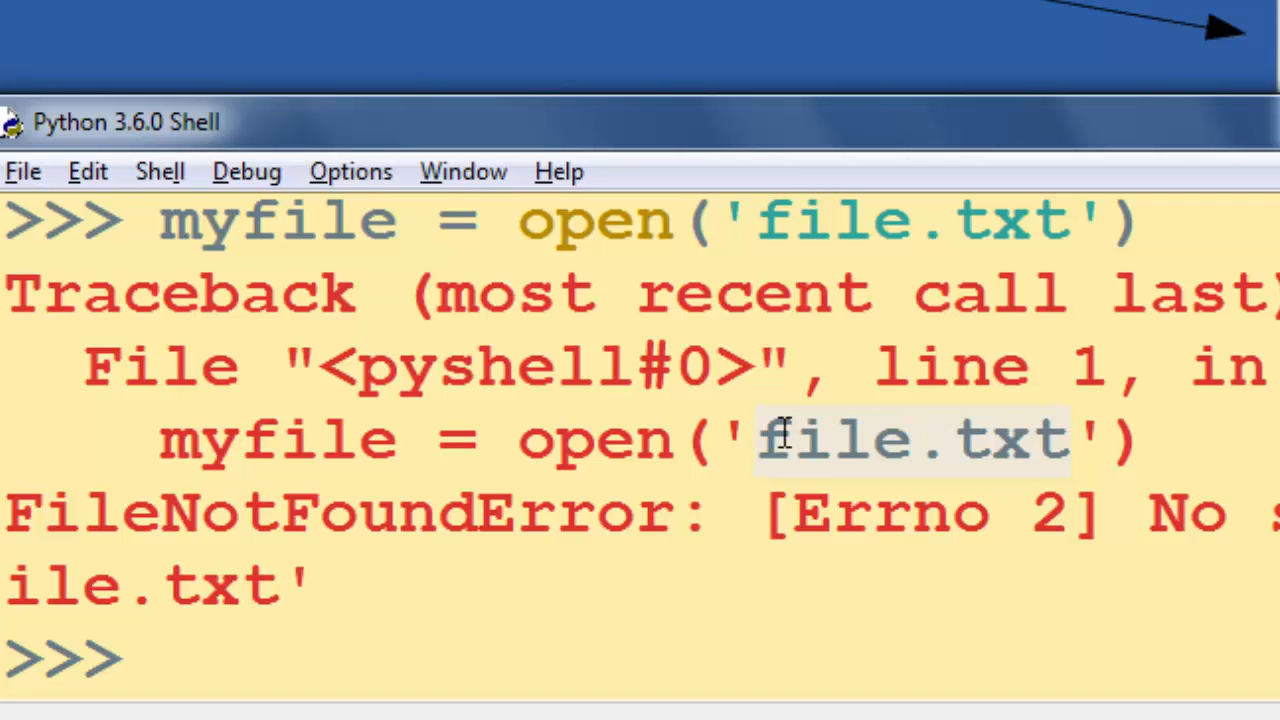 Python 3.6.0 Shell
File Edit Shell Debug Options Window Help
>>> myfile = open('file.txt')
Traceback (most recent call last)
File "<pyshell#0>", line 1, in
myfile = open('file.txt')
FileNotFoundError: [Errno 2] No
ile.txt'
>>>